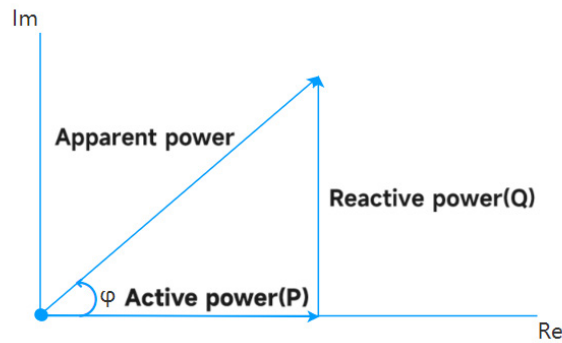 Im
Apparent power
Reactive power(Q)
φ Active power(P)
Re